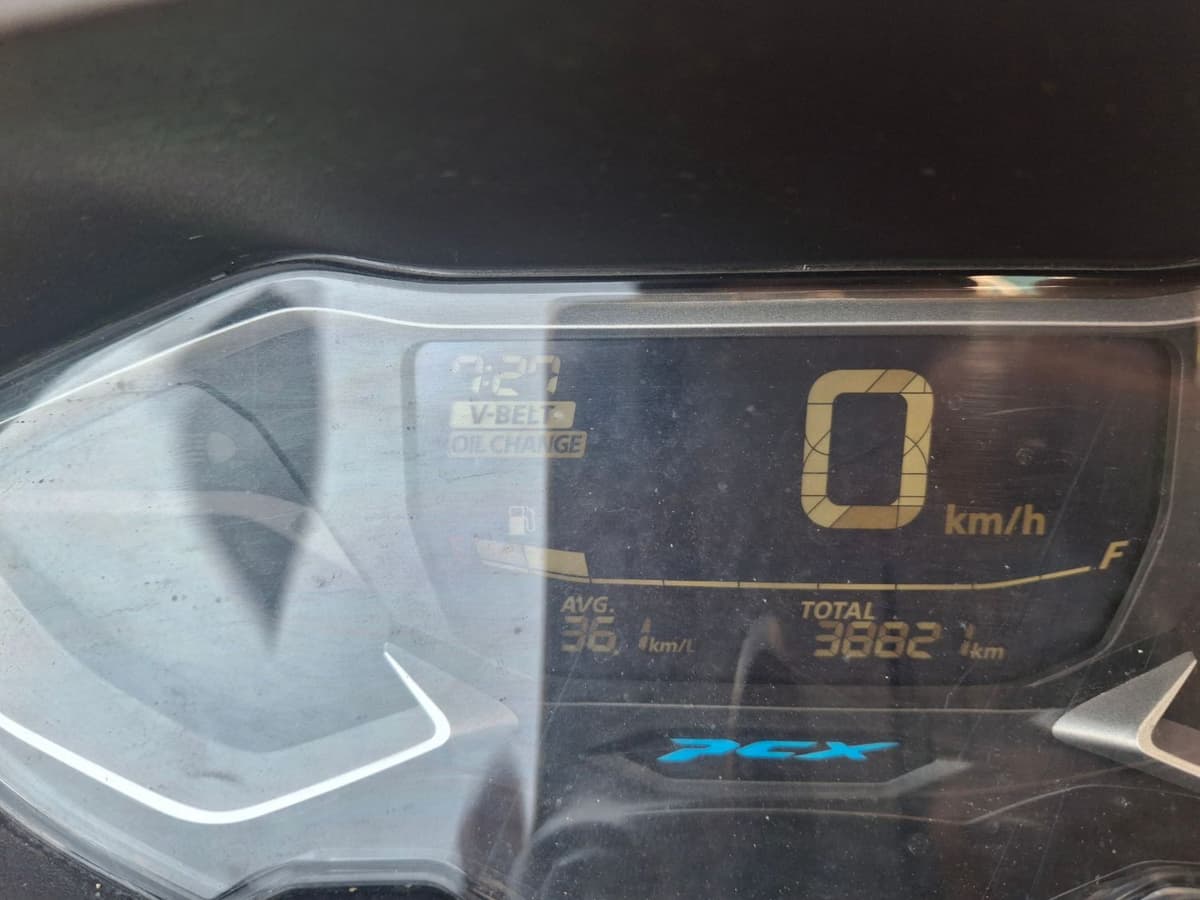 7:27
V-BELT
OIL CHANGE
0 km/h
F
AVG. TOTAL
36.1 km/L 38821 km
PCX